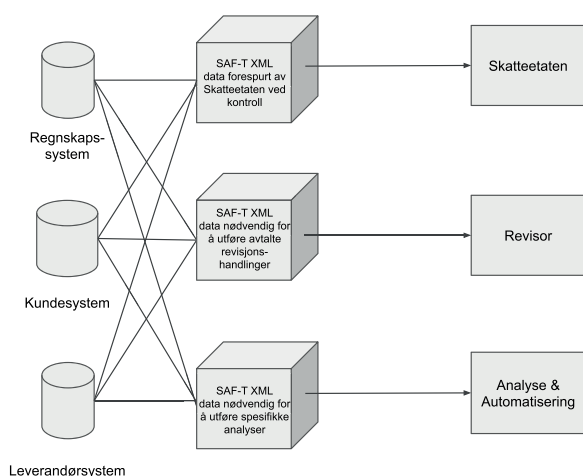 SAF-T XML
data forespurt av
Skatteetaten ved
kontroll
Skatteetaten
Regnskaps-
system
SAF-T XML
data nødvendig for
å utføre avtalte
revisjons-
handlinger
Revisor
Kundesystem
SAF-T XML
data nødvendig for
å utføre spesifikke
analyser
Analyse &
Automatisering
Leverandørsystem